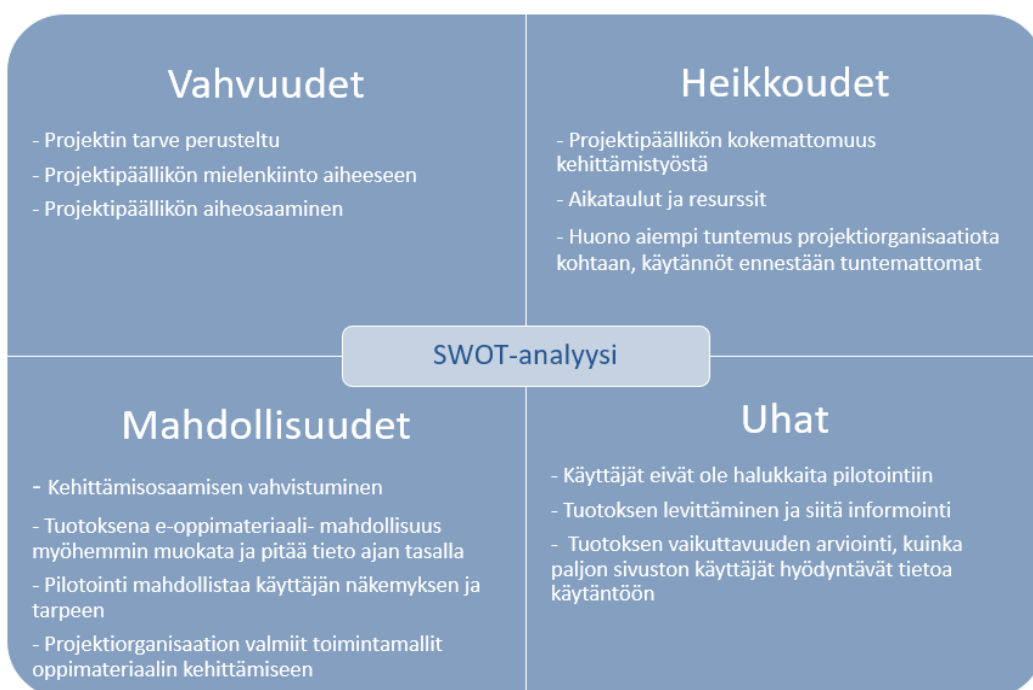 Vahvuudet
- Projektin tarve perusteltu
- Projektipäällikön mielenkiinto aiheeseen
- Projektipäällikön aiheosaaminen
Heikkoudet
- Projektipäällikön kokemattomuus
kehittämistyöstä
- Aikataulut ja resurssit
- Huono aiempi tuntemus projektiorganisaatiota
kohtaan, käytännöt ennestään tuntemattomat
SWOT-analyysi
Mahdollisuudet
- Kehittämisosaamisen vahvistuminen
- Tuotoksena e-oppimateriaali- mahdollisuus
myöhemmin muokata ja pitää tieto ajan tasalla
- Pilotointi mahdollistaa käyttäjän näkemyksen ja
tarpeen
- Projektiorganisaation valmiit toimintamallit
oppimateriaalin kehittämiseen
Uhat
- Käyttäjät eivät ole halukkaita pilotointiin
- Tuotoksen levittäminen ja siitä informointi
- Tuotoksen vaikuttavuuden arviointi, kuinka
paljon sivuston käyttäjät hyödyntävät tietoa
käytäntöön